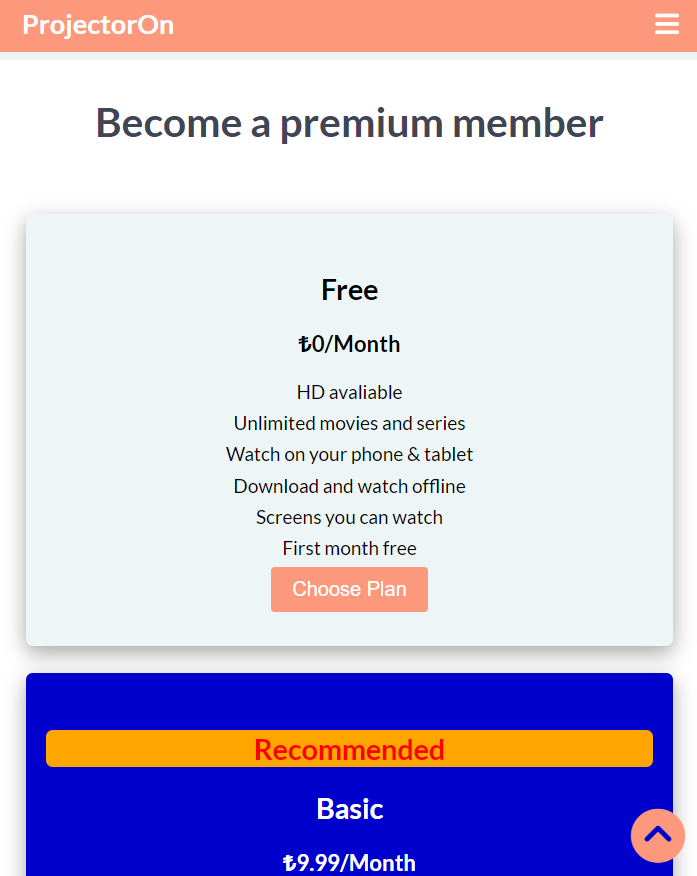 ProjectorOn
Become a premium member
Free
₺0/Month
HD avaliable
Unlimited movies and series
Watch on your phone & tablet
Download and watch offline
Screens you can watch
First month free
Choose Plan
Recommended
Basic
₺9.99/Month